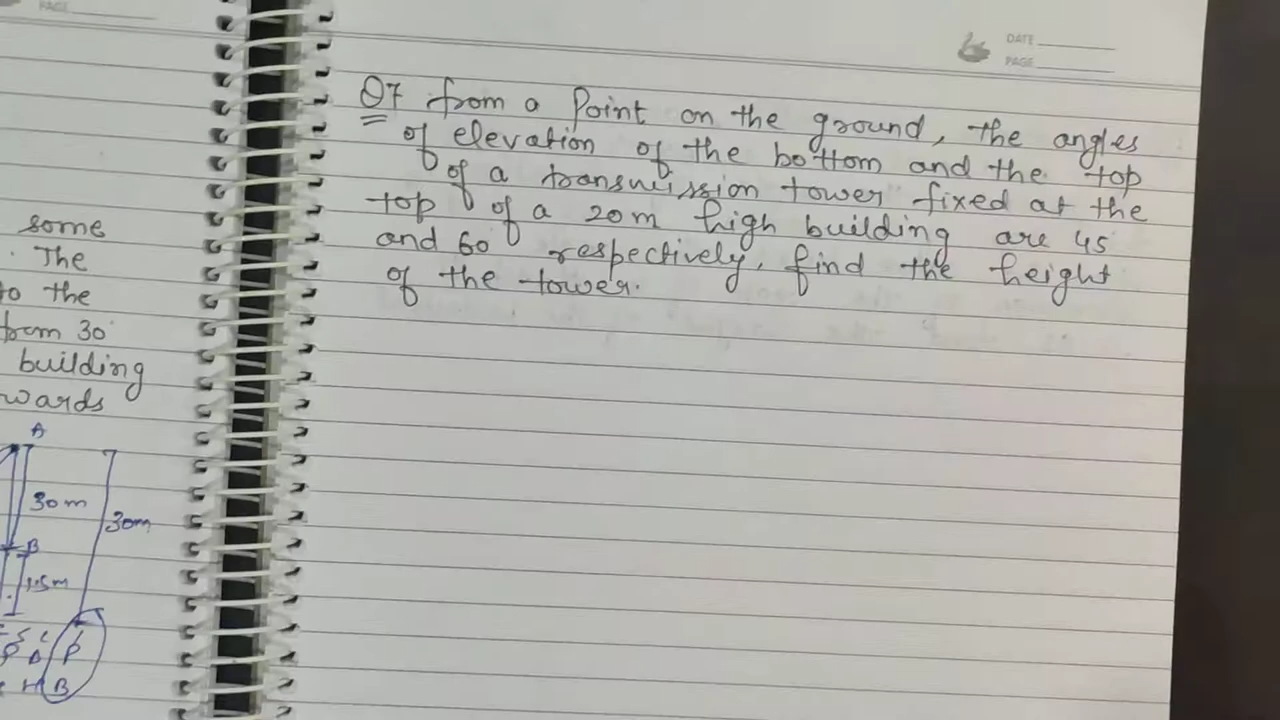 PAGE
DATE
PAGE
Q7 from a Point on the ground, the angles
of elevation of the bottom and the top
of a transmission tower fixed at the
top of a 20m high building are 45
and 60 respectively, find the height
of the tower.
some
. The
to the
from 30
building
wards
A
30m
30m
B
1.5m
P
H B